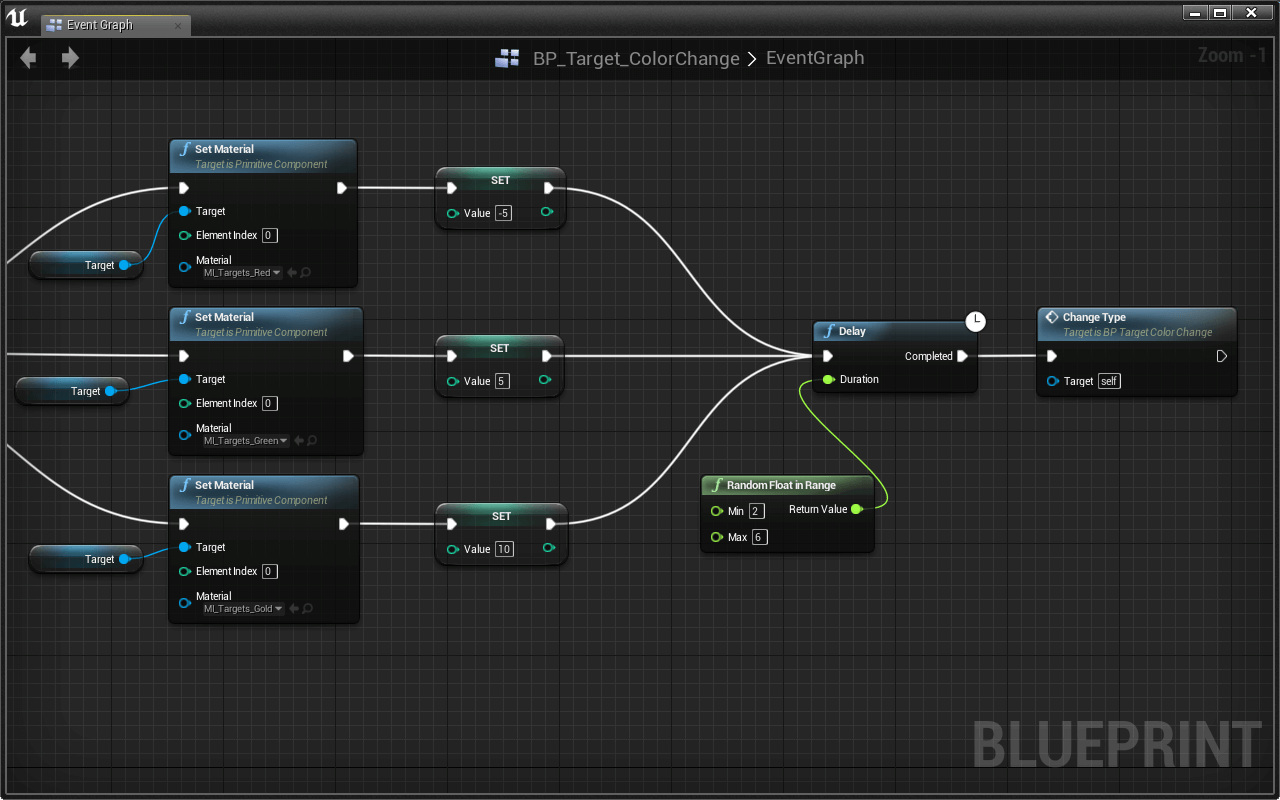 Event Graph
BP_Target_ColorChange > EventGraph
Zoom -1
Set Material
Target is Primitive Component
Target
Element Index 0
Material
MI_Targets_Red
Target
SET
Value -5
Set Material
Target is Primitive Component
Target
Element Index 0
Material
MI_Targets_Green
Target
SET
Value 5
Set Material
Target is Primitive Component
Target
Element Index 0
Material
MI_Targets_Gold
Target
SET
Value 10
Delay
Completed
Duration
Random Float in Range
Min 2 Return Value
Max 6
Change Type
Target is BP Target Color Change
Target self
BLUEPRINT